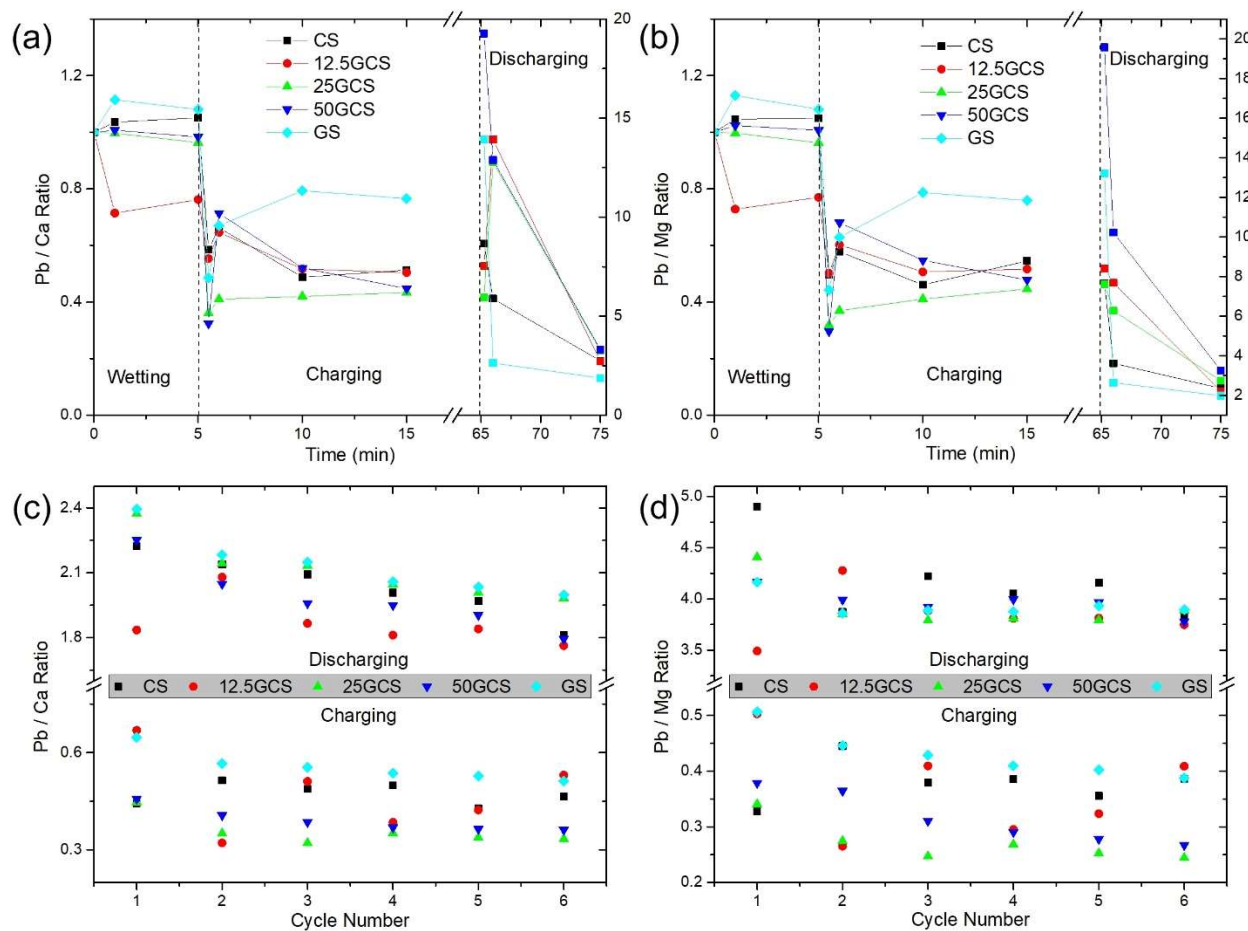 (a)
Pb / Ca Ratio
1.2
0.8
0.4
0.0
CS
12.5GCS
25GCS
50GCS
GS
Discharging
Wetting
Charging
20
15
10
5
0
0 5 10 15 65 70 75
Time (min)
(b)
Pb / Mg Ratio
1.2
0.8
0.4
0.0
CS
12.5GCS
25GCS
50GCS
GS
Discharging
Wetting
Charging
20
18
16
14
12
10
8
6
4
2
0 5 10 15 65 70 75
Time (min)
(c)
Pb / Ca Ratio
2.4
2.1
1.8
0.6
0.3
Discharging
CS 12.5GCS 25GCS 50GCS GS
Charging
1 2 3 4 5 6
Cycle Number
(d)
Pb / Mg Ratio
5.0
4.5
4.0
3.5
0.5
0.4
0.3
0.2
Discharging
CS 12.5GCS 25GCS 50GCS GS
Charging
1 2 3 4 5 6
Cycle Number